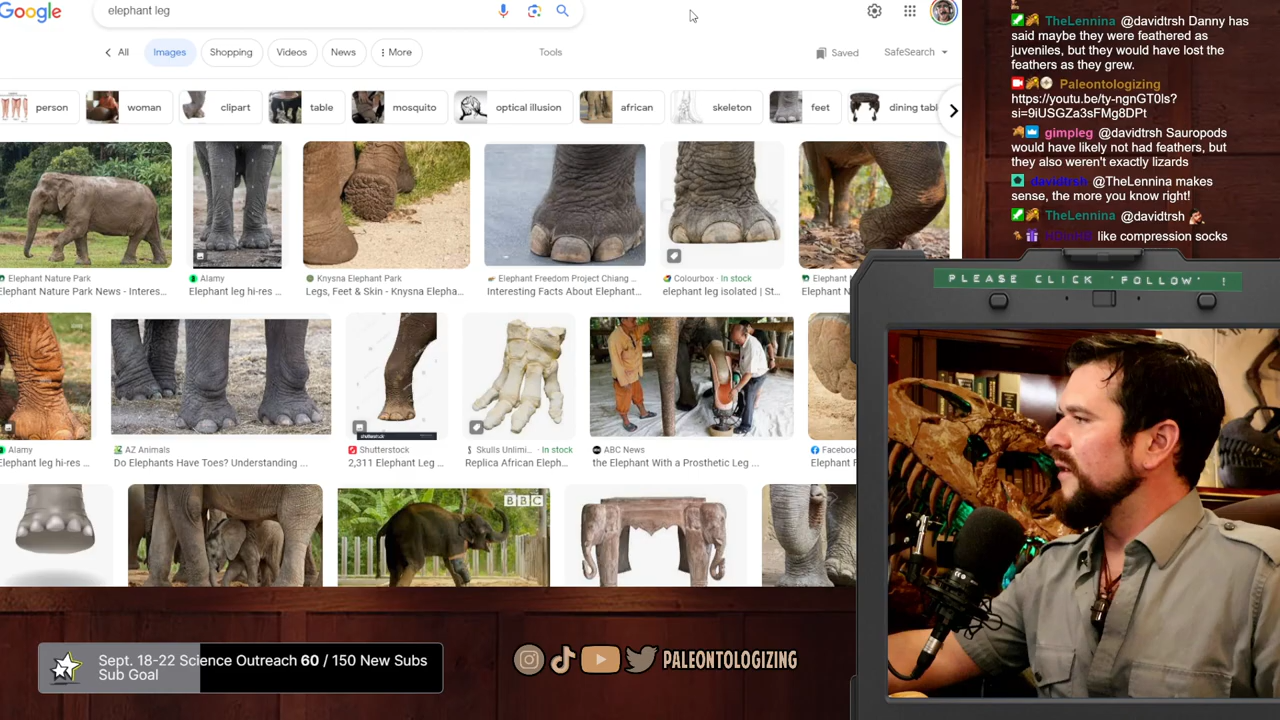 Google
elephant leg
All
Images
Shopping
Videos
News
More
Tools
Saved
SafeSearch
person
woman
clipart
table
mosquito
optical illusion
african
skeleton
feet
dining tabl
Elephant Nature Park
Elephant Nature Park News - Interes...
Alamy
Elephant leg hi-res ...
Knysna Elephant Park
Legs, Feet & Skin - Knysna Elepha...
Elephant Freedom Project Chiang ...
Interesting Facts About Elephant...
Colourbox · In stock
elephant leg isolated | St...
Elephant N
Alamy
Elephant leg hi-res ...
AZ Animals
Do Elephants Have Toes? Understanding ...
shutterstock
Shutterstock
2,311 Elephant Leg ...
Skulls Unlimi... · In stock
Replica African Eleph...
ABC News
the Elephant With a Prosthetic Leg ...
Faceboo
Elephant F
BBC
TheLennina @davidtrsh Danny has
said maybe they were feathered as
juveniles, but they would have lost the
feathers as they grew.
Paleontologizing
https://youtu.be/ty-ngnGT0Is?
si=9iUSGZa3sFMg8DPt
gimpleg @davidtrsh Sauropods
would have likely not had feathers, but
they also weren't exactly lizards
davidtrsh @TheLennina makes
sense, the more you know right!
TheLennina @davidtrsh
like compression socks
PLEASE CLICK "FOLLOW" !
Sept. 18-22 Science Outreach 60 / 150 New Subs
Sub Goal
PALEONTOLOGIZING